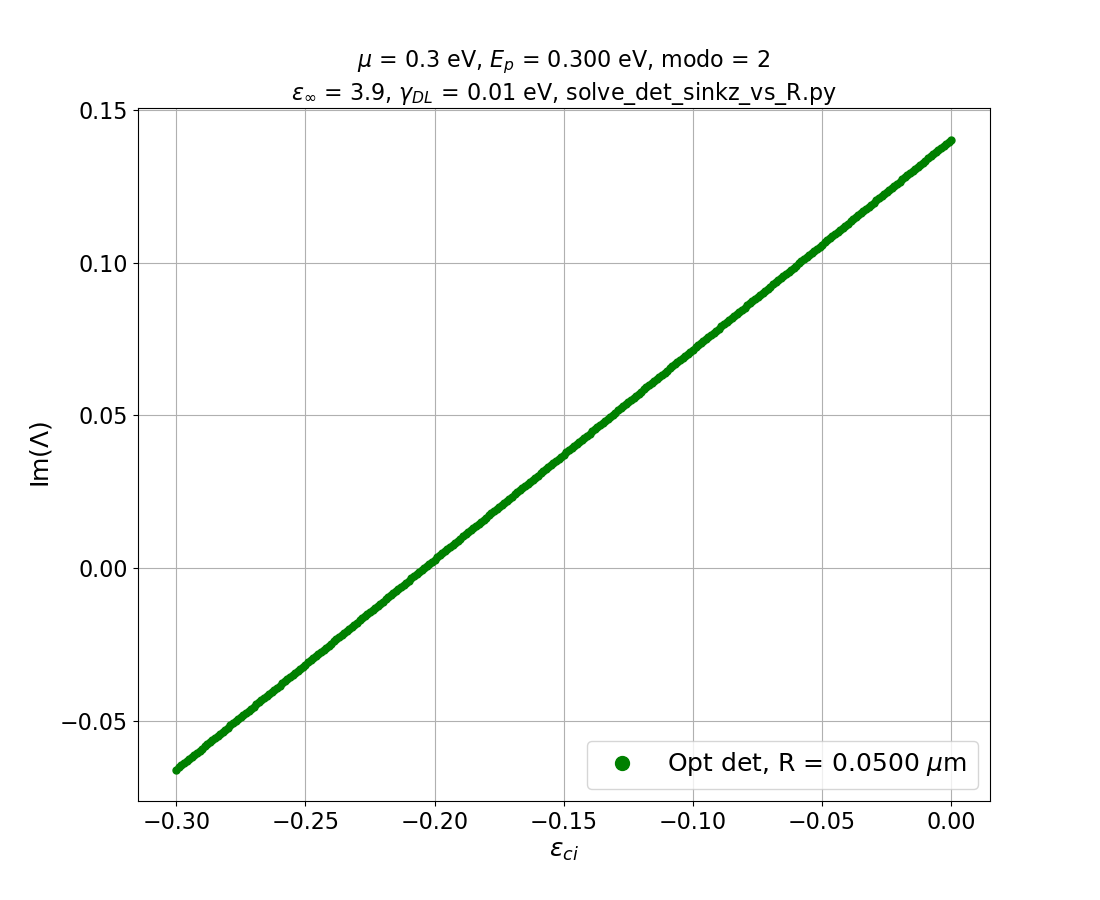 μ = 0.3 eV, E_p = 0.300 eV, modo = 2
ε_∞ = 3.9, γ_DL = 0.01 eV, solve_det_sinkz_vs_R.py
0.15
0.10
0.05
0.00
−0.05
Im(Λ)
Opt det, R = 0.0500 μm
−0.30 −0.25 −0.20 −0.15 −0.10 −0.05 0.00
ε_ci